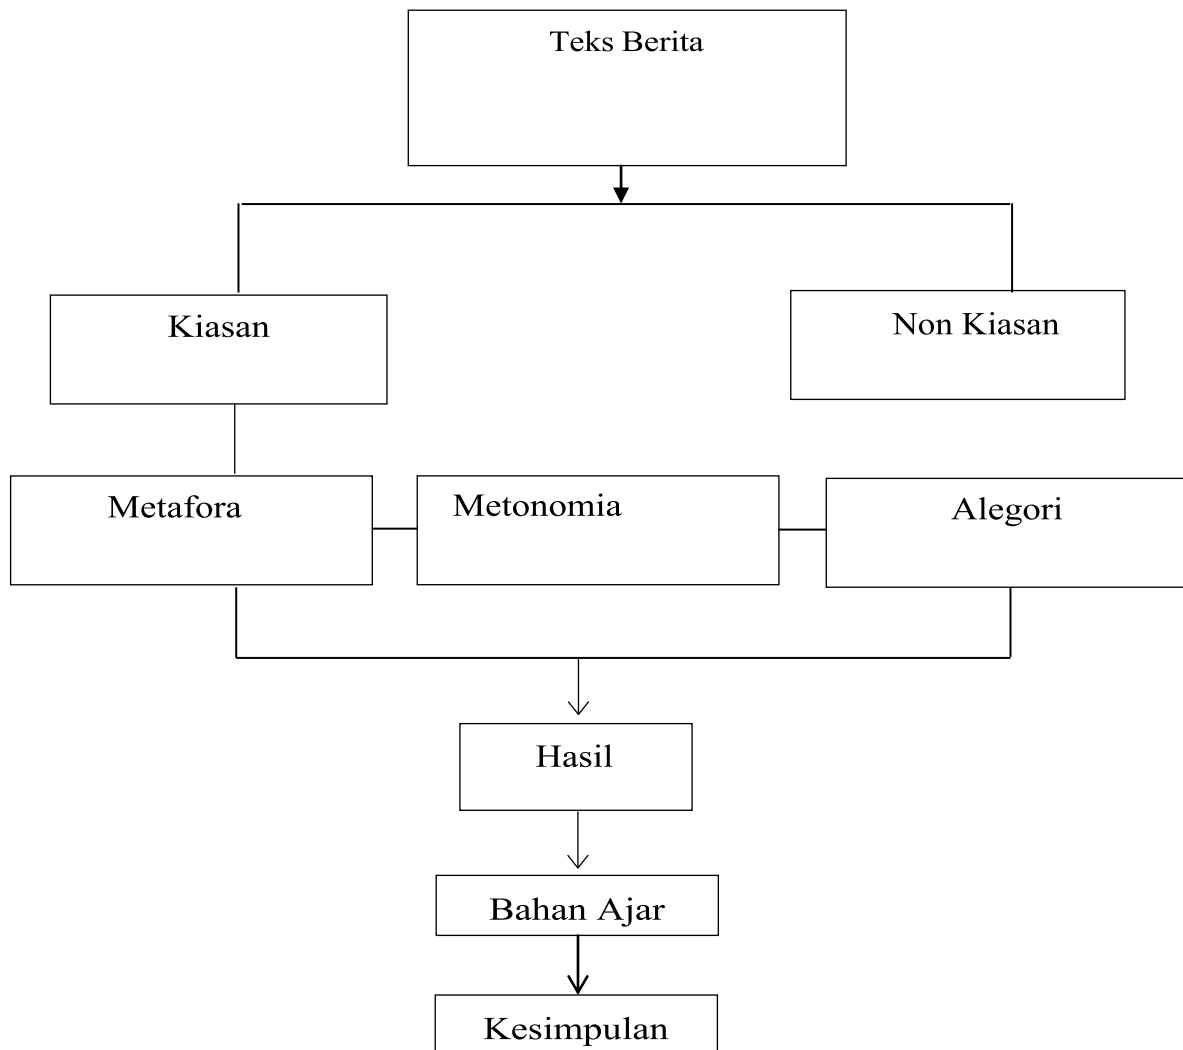 Teks Berita
Kiasan
Non Kiasan
Metafora
Metonomia
Alegori
Hasil
Bahan Ajar
Kesimpulan